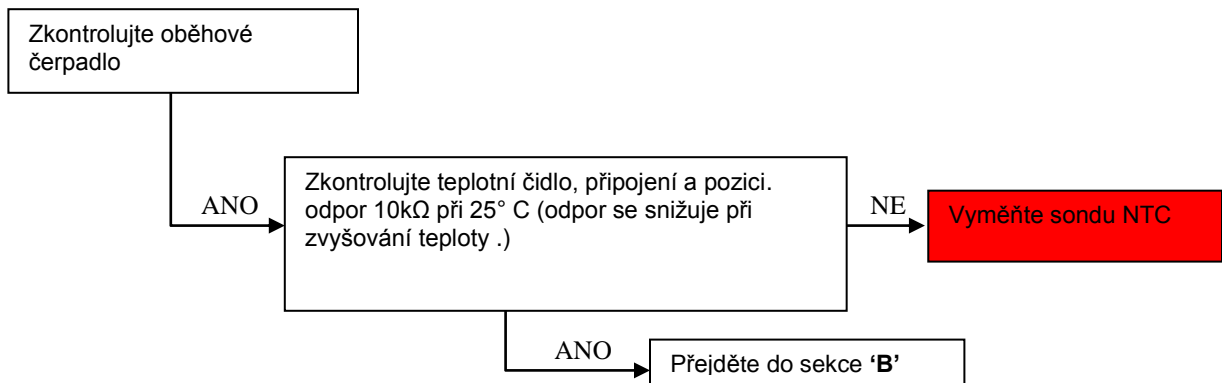 Zkontrolujte oběhové
čerpadlo
ANO
Zkontrolujte teplotní čidlo, připojení a pozici.
odpor 10kΩ při 25° C (odpor se snižuje při
zvyšování teploty .)
NE
Vyměňte sondu NTC
ANO
Přejděte do sekce ‘B’